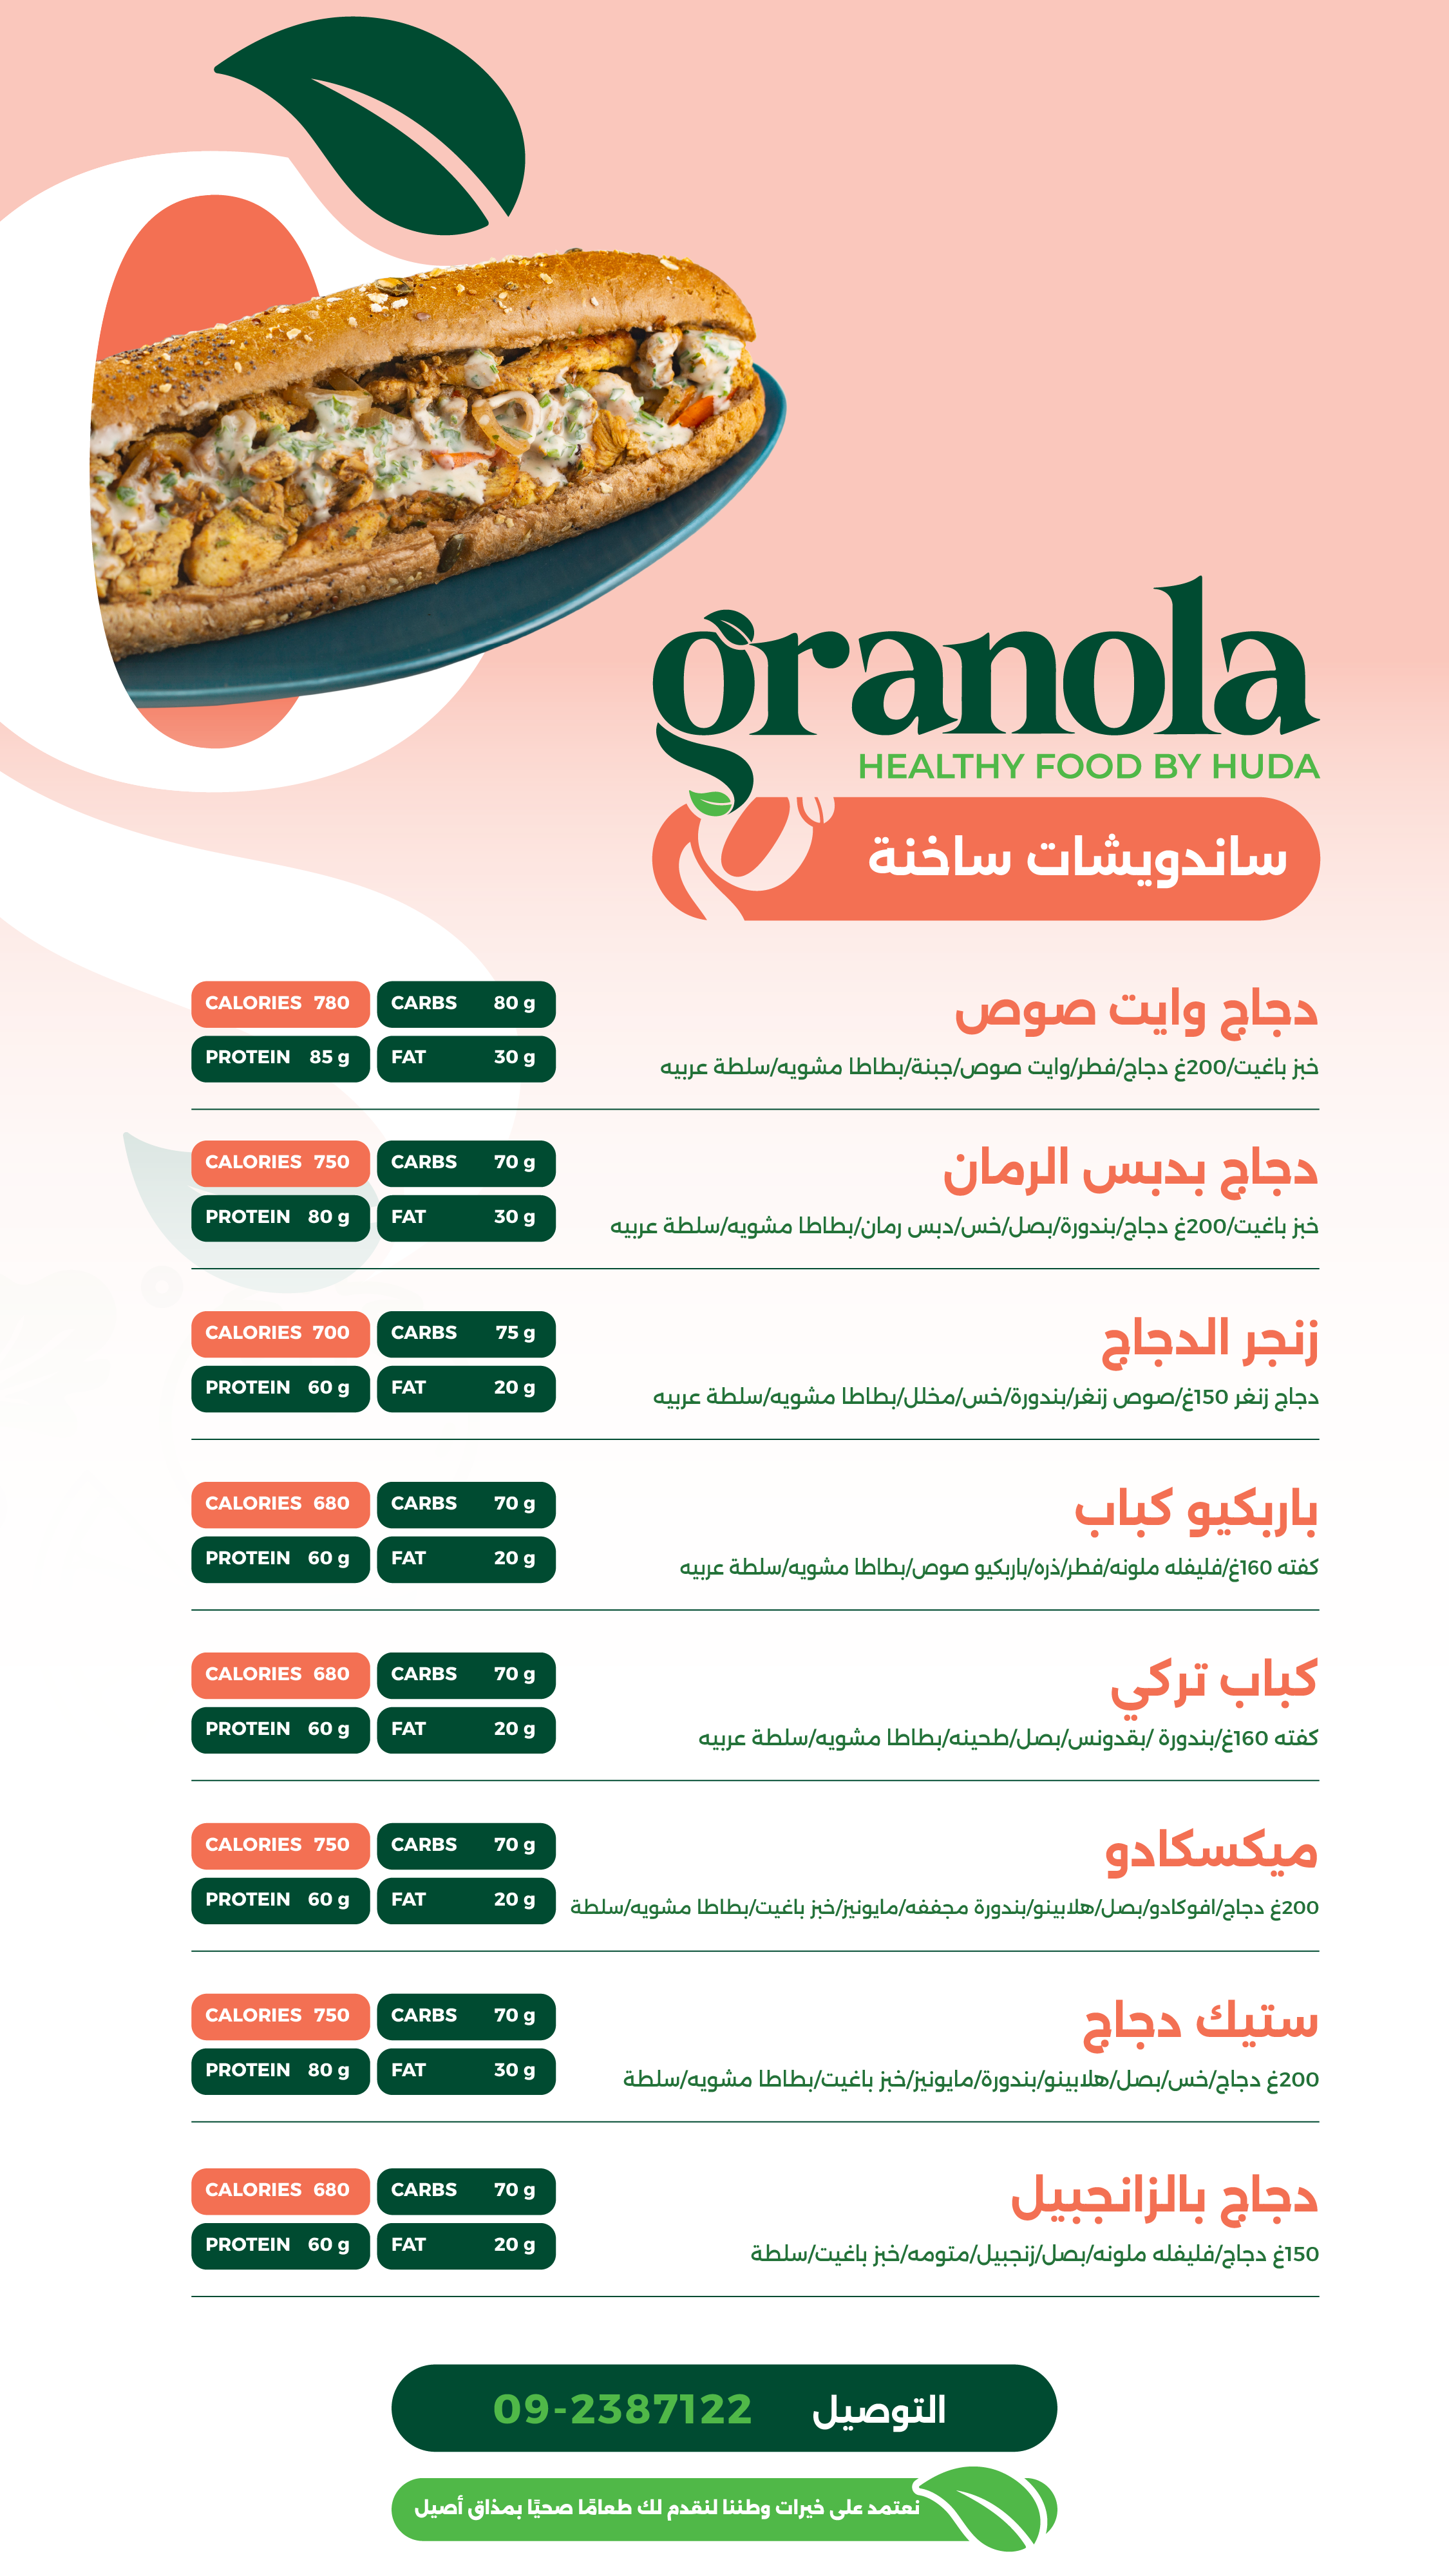 granola
HEALTHY FOOD BY HUDA
ساندويشات ساخنة
دجاج وايت صوص
خبز باغيت/200غ دجاج/فطر/وايت صوص/جبنة/بطاطا مشويه/سلطة عربيه
CALORIES 780 CARBS 80 g
PROTEIN 85 g FAT 30 g
دجاج بدبس الرمان
خبز باغيت/200غ دجاج/بندورة/بصل/خس/دبس رمان/بطاطا مشويه/سلطة عربيه
CALORIES 750 CARBS 70 g
PROTEIN 80 g FAT 30 g
زنجر الدجاج
دجاج زنغر 150غ/صوص زنغر/بندورة/خس/مخلل/بطاطا مشويه/سلطة عربيه
CALORIES 700 CARBS 75 g
PROTEIN 60 g FAT 20 g
باربكيو كباب
كفته 160غ/فليفله ملونه/فطر/ذره/باربكيو صوص/بطاطا مشويه/سلطة عربيه
CALORIES 680 CARBS 70 g
PROTEIN 60 g FAT 20 g
كباب تركي
كفته 160غ/بندورة /بقدونس/بصل/طحينه/بطاطا مشويه/سلطة عربيه
CALORIES 680 CARBS 70 g
PROTEIN 60 g FAT 20 g
ميكسكادو
200غ دجاج/افوكادو/بصل/هلابينو/بندورة مجففه/مايونيز/خبز باغيت/بطاطا مشويه/سلطة
CALORIES 750 CARBS 70 g
PROTEIN 60 g FAT 20 g
ستيك دجاج
200غ دجاج/خس/بصل/هلابينو/بندورة/مايونيز/خبز باغيت/بطاطا مشويه/سلطة
CALORIES 750 CARBS 70 g
PROTEIN 80 g FAT 30 g
دجاج بالزانجبيل
150غ دجاج/فليفله ملونه/بصل/زنجبيل/متومه/خبز باغيت/سلطة
CALORIES 680 CARBS 70 g
PROTEIN 60 g FAT 20 g
التوصيل 09-2387122
نعتمد على خيرات وطننا لنقدم لك طعامًا صحيًا بمذاق أصيل